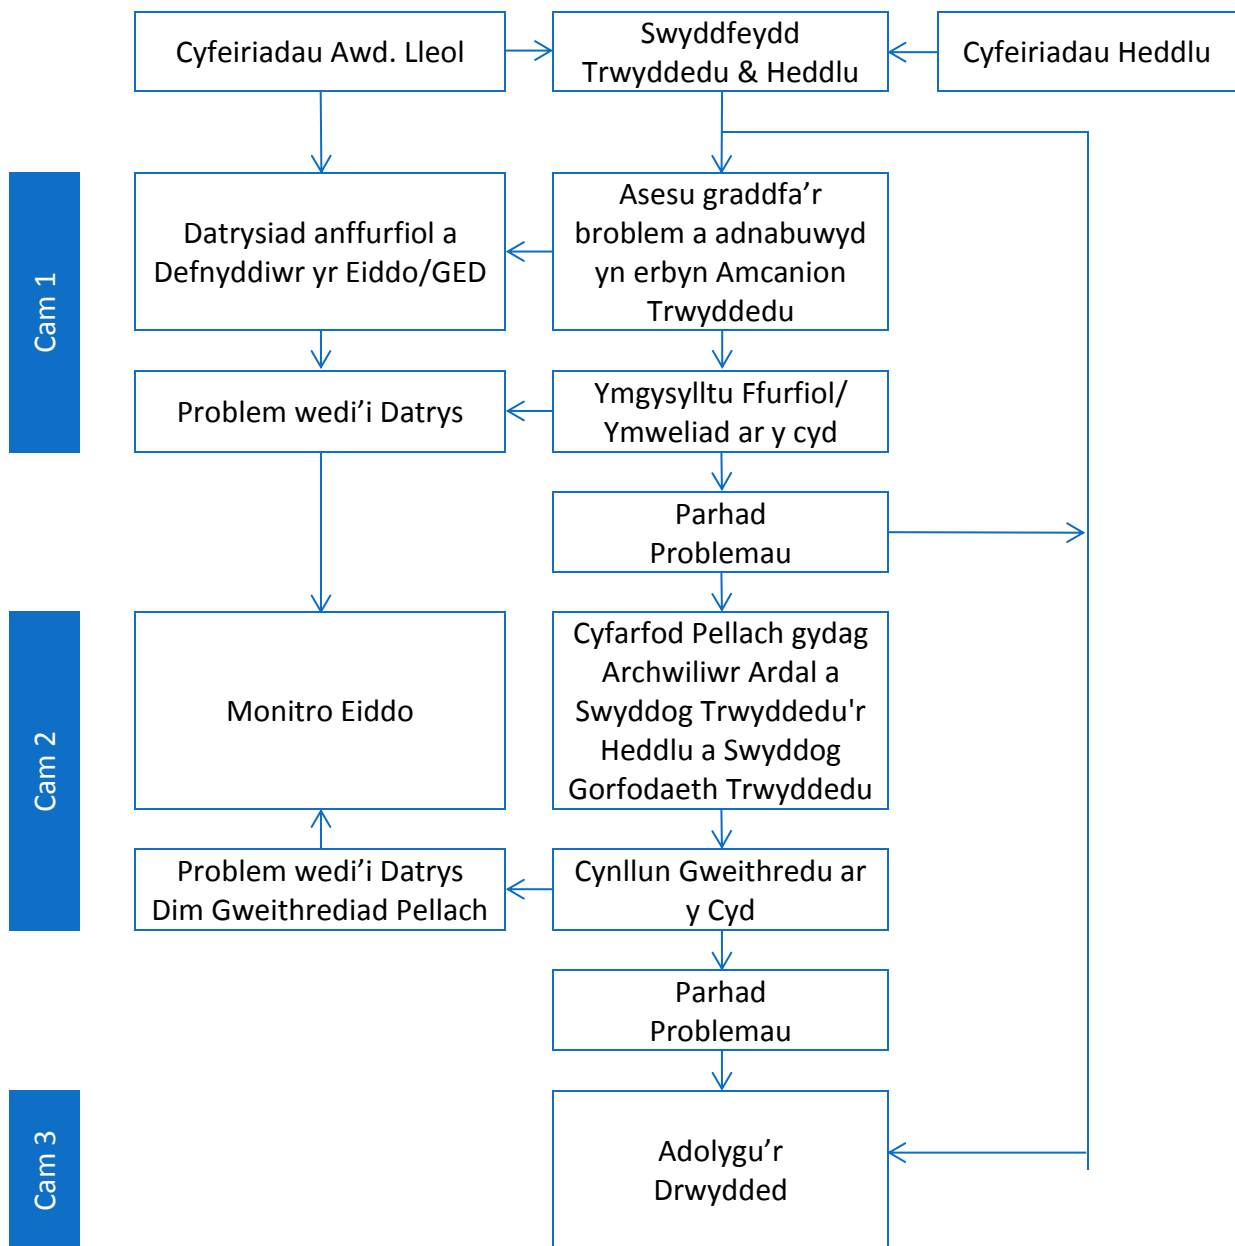 Cyfeiriadau Awd. Lleol
Swyddfeydd
Trwyddedu & Heddlu
Cyfeiriadau Heddlu
Cam 1
Datrysiad anffurfiol a
Defnyddiwr yr Eiddo/GED
Asesu graddfa’r
broblem a adnabuwyd
yn erbyn Amcanion
Trwyddedu
Problem wedi’i Datrys
Ymgysylltu Ffurfiol/
Ymweliad ar y cyd
Parhad
Problemau
Cam 2
Monitro Eiddo
Cyfarfod Pellach gydag
Archwiliwr Ardal a
Swyddog Trwyddedu'r
Heddlu a Swyddog
Gorfodaeth Trwyddedu
Problem wedi’i Datrys
Dim Gweithrediad Pellach
Cynllun Gweithredu ar
y Cyd
Parhad
Problemau
Cam 3
Adolygu’r
Drwydded